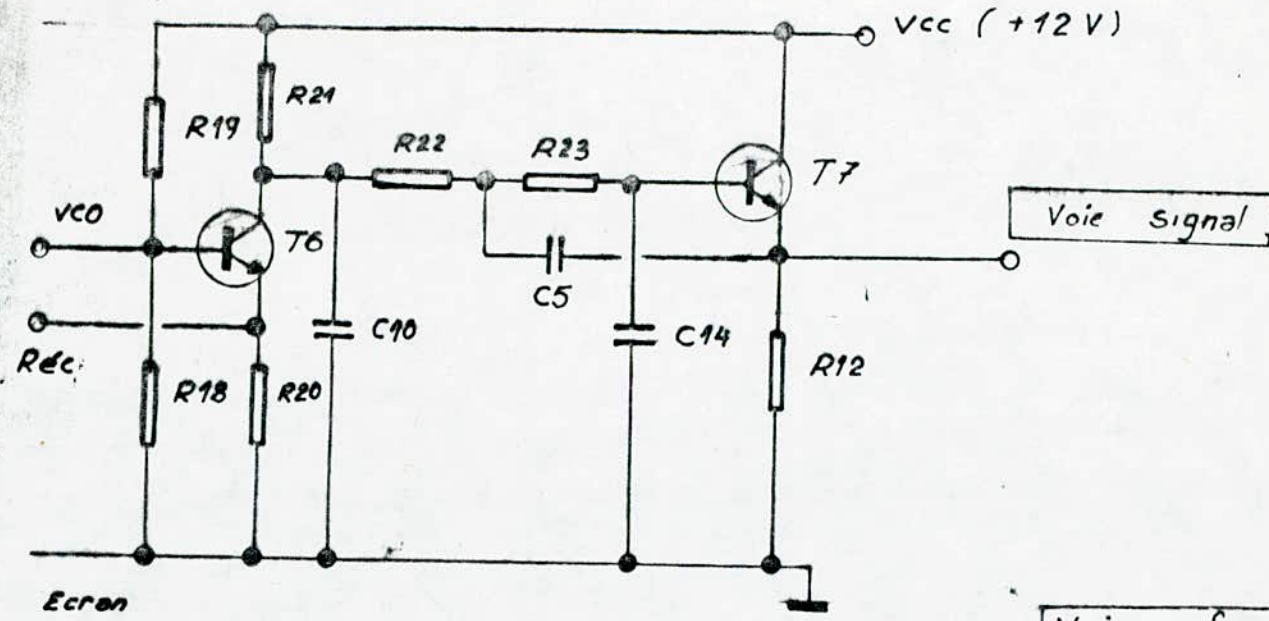 VCC (+12 V)
R21
R19
R22
R23
T7
VCO
T6
Voie signal
C5
C10
C14
Réc.
R18
R20
R12
Ecran